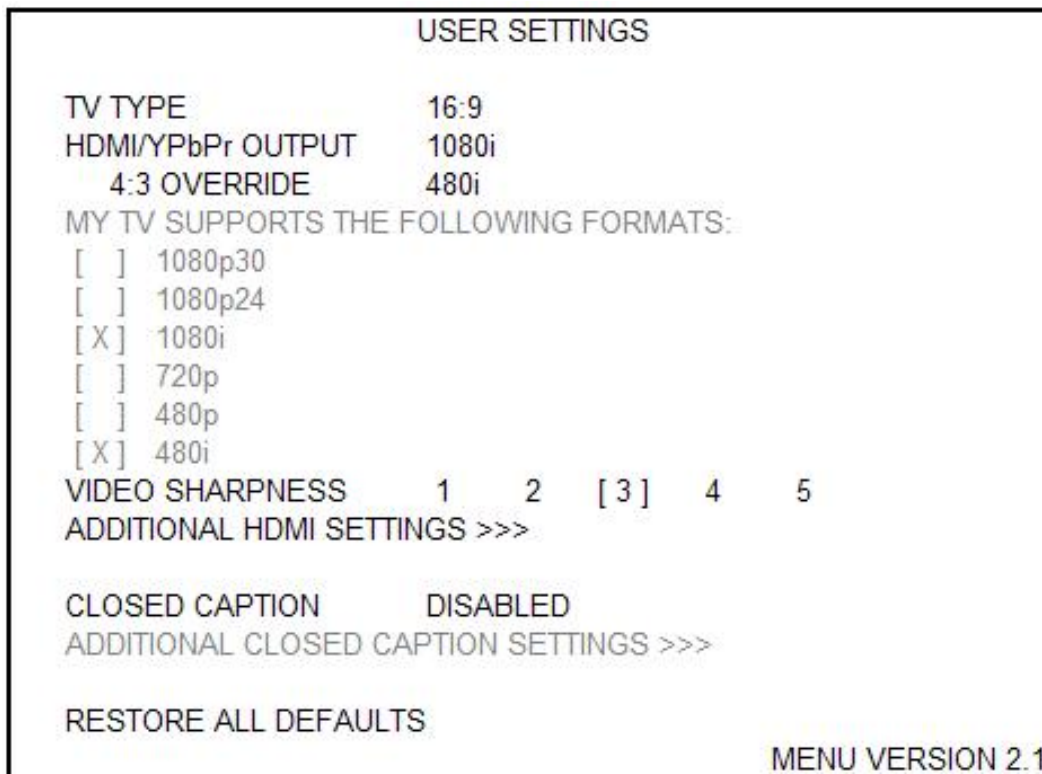 USER SETTINGS
TV TYPE 16:9
HDMI/YPbPr OUTPUT 1080i
4:3 OVERRIDE 480i
MY TV SUPPORTS THE FOLLOWING FORMATS:
[ ] 1080p30
[ ] 1080p24
[ X ] 1080i
[ ] 720p
[ ] 480p
[ X ] 480i
VIDEO SHARPNESS 1 2 [ 3 ] 4 5
ADDITIONAL HDMI SETTINGS >>>
CLOSED CAPTION DISABLED
ADDITIONAL CLOSED CAPTION SETTINGS >>>
RESTORE ALL DEFAULTS
MENU VERSION 2.1